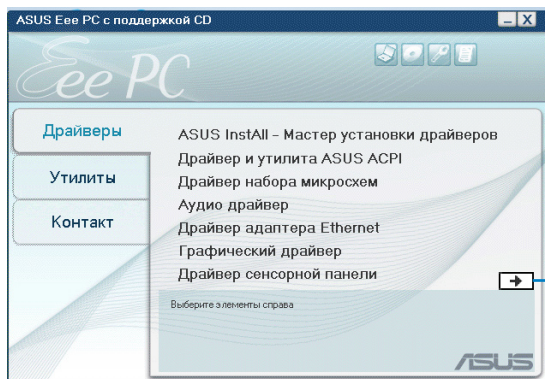 ASUS Eee PC с поддержкой CD
Eee PC
Драйверы
Утилиты
Контакт
ASUS InstAll - Мастер установки драйверов
Драйвер и утилита ASUS ACPI
Драйвер набора микросхем
Аудио драйвер
Драйвер адаптера Ethernet
Графический драйвер
Драйвер сенсорной панели
Выберите элементы справа
ASUS